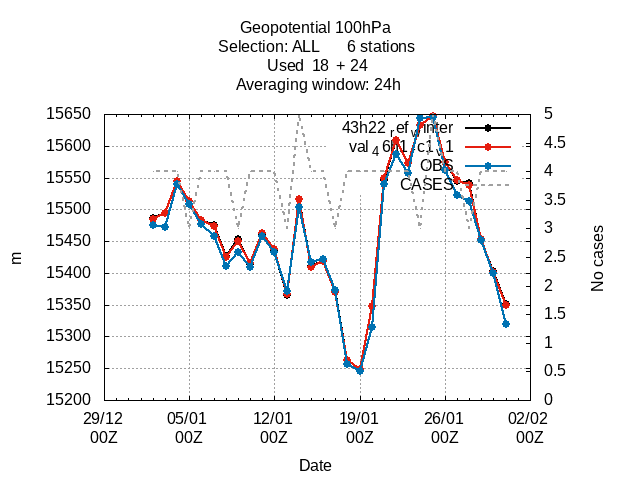 Geopotential 100hPa
Selection: ALL 6 stations
Used 18 + 24
Averaging window: 24h
15650 5
43h22_ref_winter
15600 4.5
OBS
15550 4
CASES
15500 3.5
15450 3
15400 2.5
15350 2
15300 1.5
15250 1
0.5
15200 0
m
No cases
29/12 05/01 12/01 19/01 26/01 02/02
00Z 00Z 00Z 00Z 00Z 00Z
Date